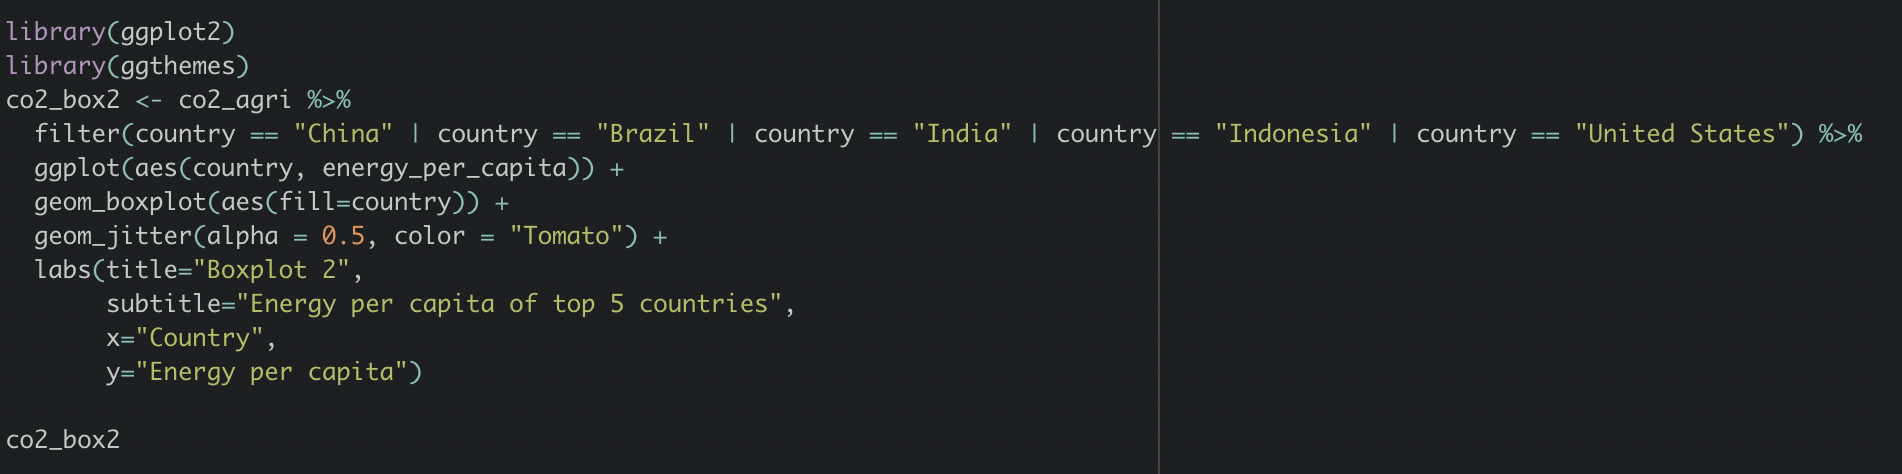 library(ggplot2)
library(ggthemes)
co2_box2 <- co2_agri %>%
  filter(country == "China" | country == "Brazil" | country == "India" | country == "Indonesia" | country == "United States") %>%
  ggplot(aes(country, energy_per_capita)) +
  geom_boxplot(aes(fill=country)) +
  geom_jitter(alpha = 0.5, color = "Tomato") +
  labs(title="Boxplot 2",
       subtitle="Energy per capita of top 5 countries",
       x="Country",
       y="Energy per capita")
co2_box2